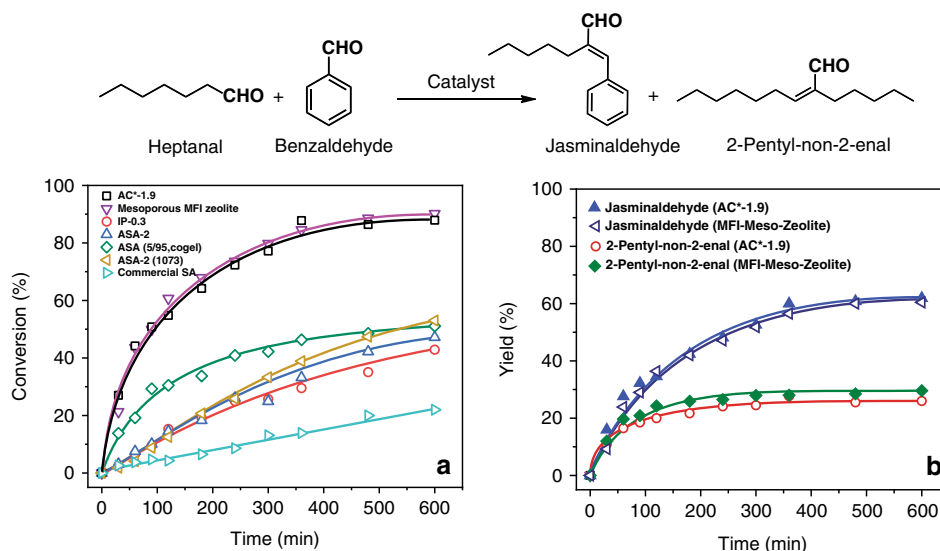 CHO
CHO
CHO
CHO
Catalyst
+
+
Heptanal
Benzaldehyde
Jasminaldehyde
2-Pentyl-non-2-enal
100
80
60
40
20
0
Conversion (%)
AC*-1.9
Mesoporous MFI zeolite
IP-0.3
ASA-2
ASA (5/95,cogel)
ASA-2 (1073)
Commercial SA
a
0 100 200 300 400 500 600
Time (min)
100
80
60
40
20
0
Yield (%)
Jasminaldehyde (AC*-1.9)
Jasminaldehyde (MFI-Meso-Zeolite)
2-Pentyl-non-2-enal (AC*-1.9)
2-Pentyl-non-2-enal (MFI-Meso-Zeolite)
b
0 100 200 300 400 500 600
Time (min)